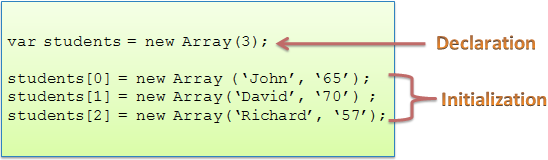 var students = new Array(3);
Declaration
students[0] = new Array (‘John’, ‘65’);
students[1] = new Array(‘David’, ‘70’) ;
students[2] = new Array(‘Richard’, ‘57’);
Initialization